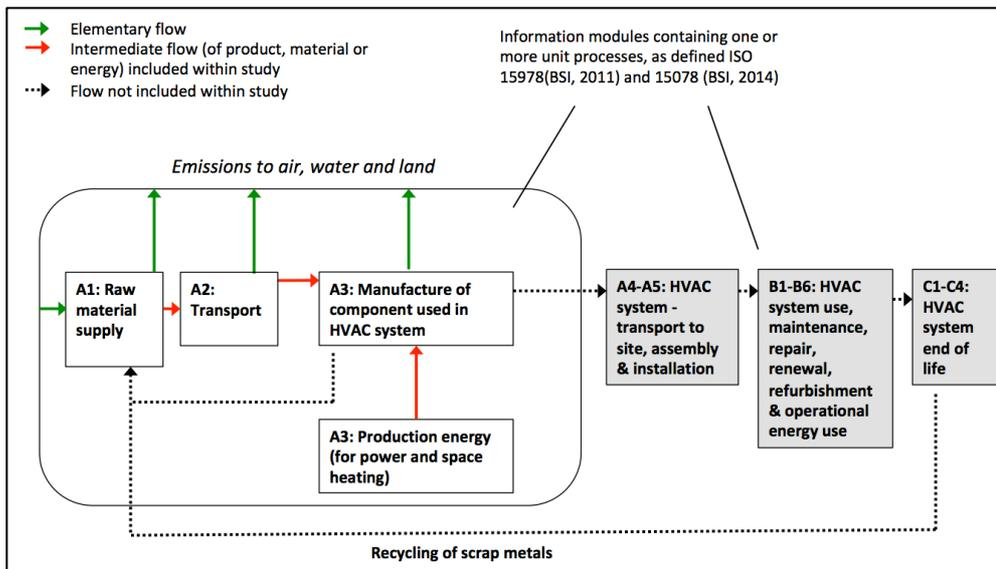 Elementary flow
Intermediate flow (of product, material or
energy) included within study
Flow not included within study
Information modules containing one or
more unit processes, as defined ISO
15978(BSI, 2011) and 15078 (BSI, 2014)
Emissions to air, water and land
A1: Raw
material
supply
A2:
Transport
A3: Manufacture of
component used in
HVAC system
A3: Production energy
(for power and space
heating)
A4-A5: HVAC
system -
transport to
site, assembly
& installation
B1-B6: HVAC
system use,
maintenance,
repair,
renewal,
refurbishment
& operational
energy use
C1-C4:
HVAC
system
end of
life
Recycling of scrap metals